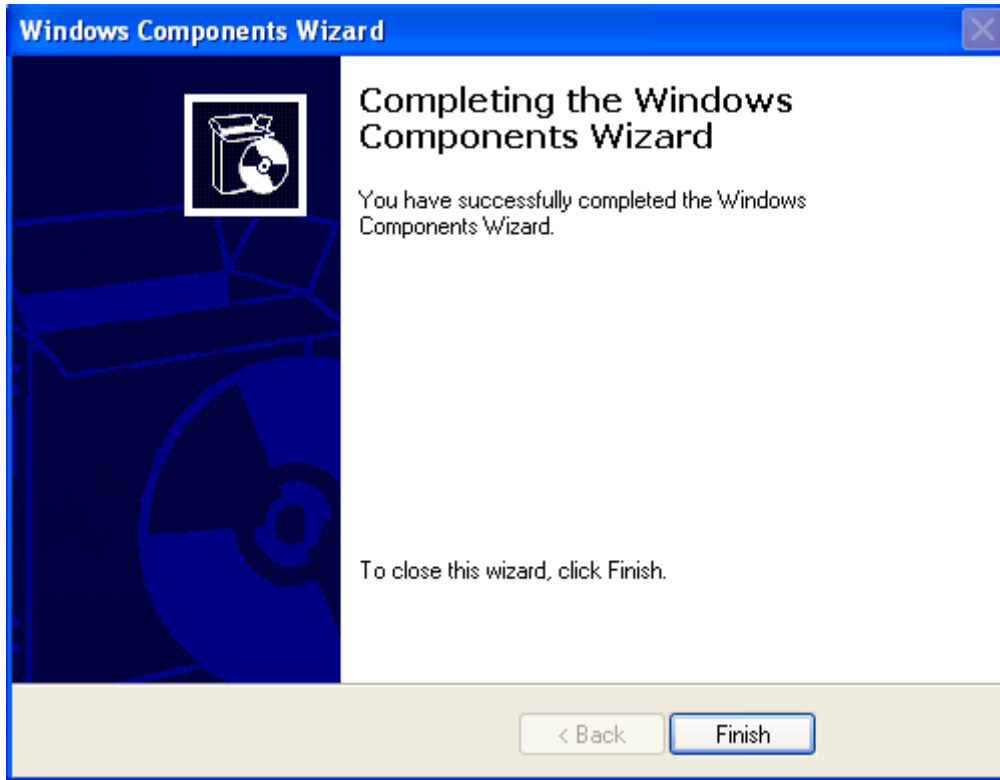 Windows Components Wizard
Completing the Windows
Components Wizard
You have successfully completed the Windows
Components Wizard.
To close this wizard, click Finish.
< Back
Finish